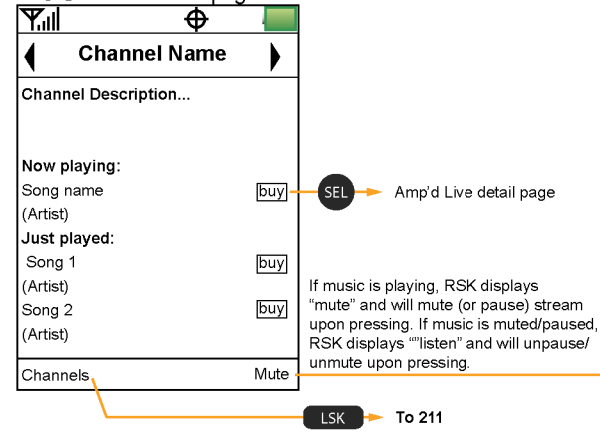 Channel Name
Channel Description...
Now playing:
Song name
buy
SEL
Amp'd Live detail page
(Artist)
Just played:
Song 1
buy
(Artist)
Song 2
buy
(Artist)
If music is playing, RSK displays
“mute” and will mute (or pause) stream
upon pressing. If music is muted/paused,
RSK displays “”listen” and will unpause/
unmute upon pressing.
Channels
Mute
LSK
To 211